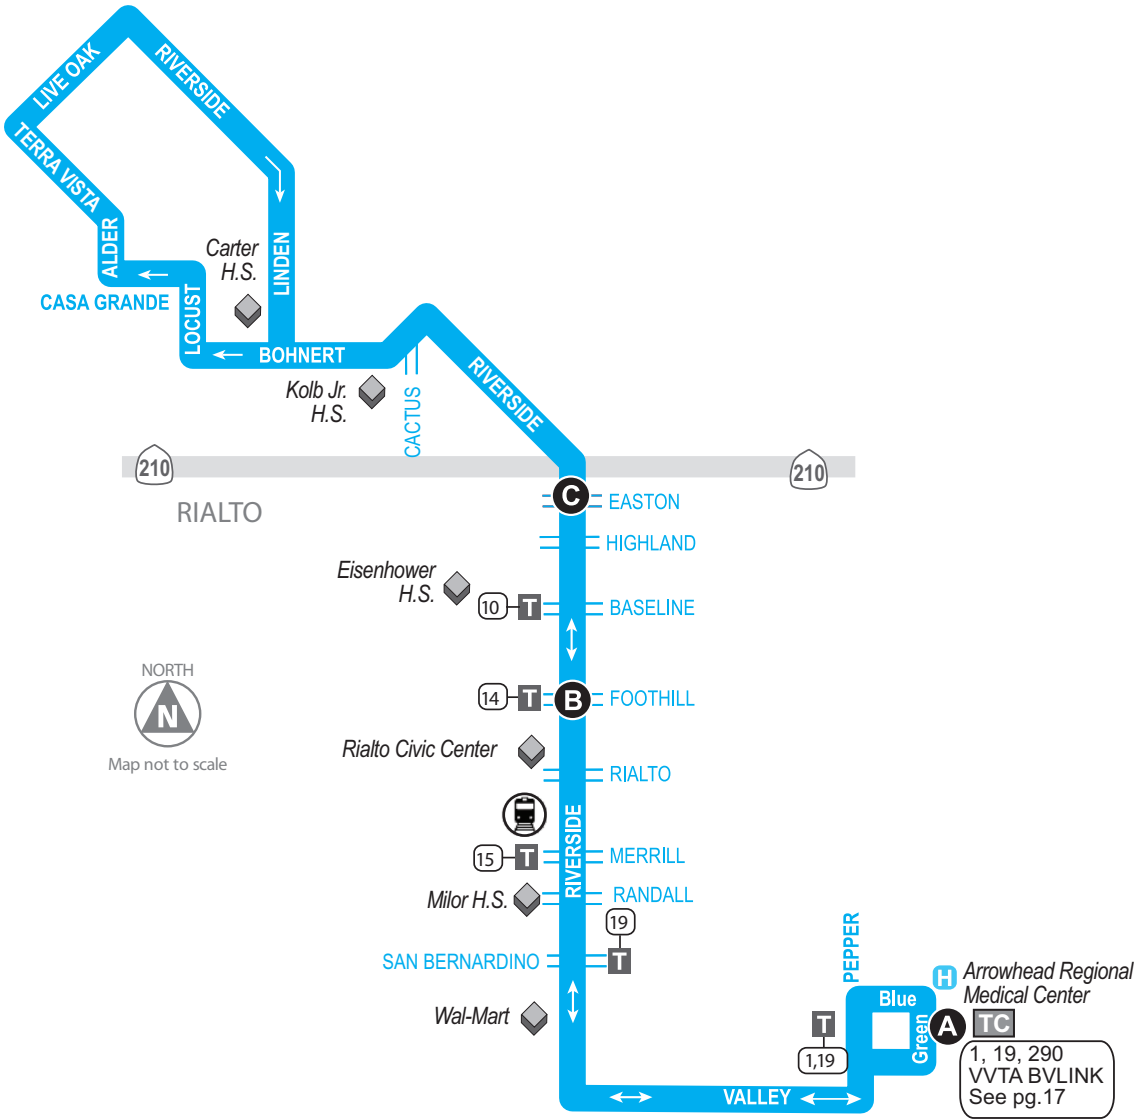 LIVE OAK
RIVERSIDE
TERRA VISTA
ALDER
CASA GRANDE
LOCUST
LINDEN
Carter
H.S.
BOHNERT
Kolb Jr.
H.S.
CACTUS
RIVERSIDE
210
210
RIALTO
C
EASTON
HIGHLAND
Eisenhower
H.S.
10
T
BASELINE
NORTH
N
Map not to scale
14
T
B
FOOTHILL
Rialto Civic Center
RIALTO
RIVERSIDE
15
T
MERRILL
Milor H.S.
RANDALL
19
T
SAN BERNARDINO
Wal-Mart
VALLEY
PEPPER
T
1,19
Blue
Green
H
Arrowhead Regional
Medical Center
A
TC
1, 19, 290
VVTA BVLINK
See pg.17